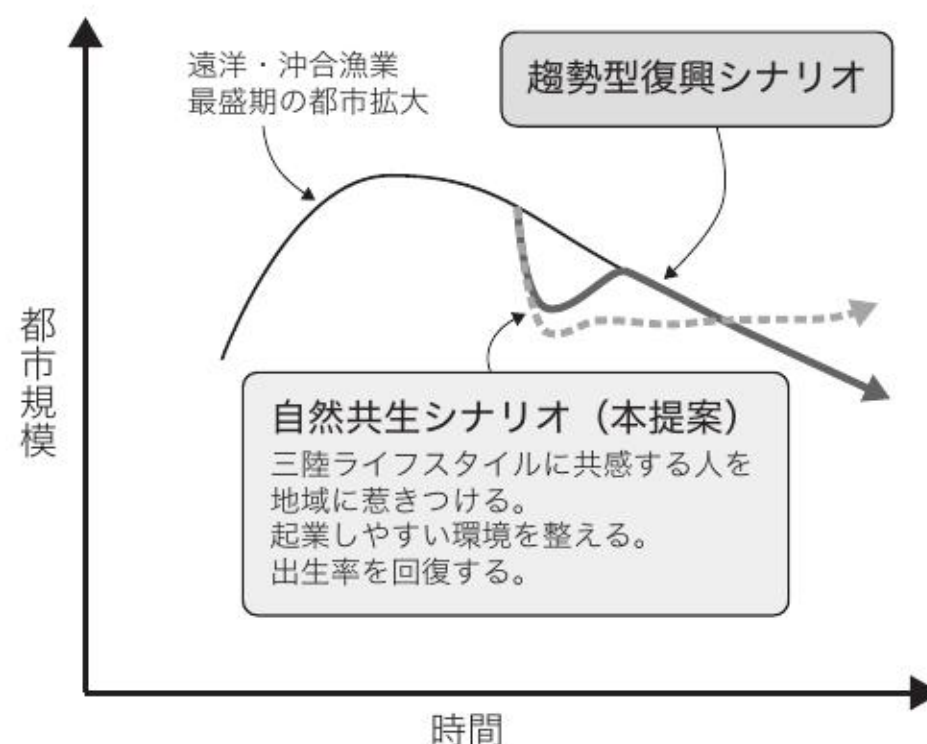 遠洋・沖合漁業
最盛期の都市拡大
趨勢型復興シナリオ
都市規模
自然共生シナリオ（本提案）
三陸ライフスタイルに共感する人を
地域に惹きつける。
起業しやすい環境を整える。
出生率を回復する。
時間